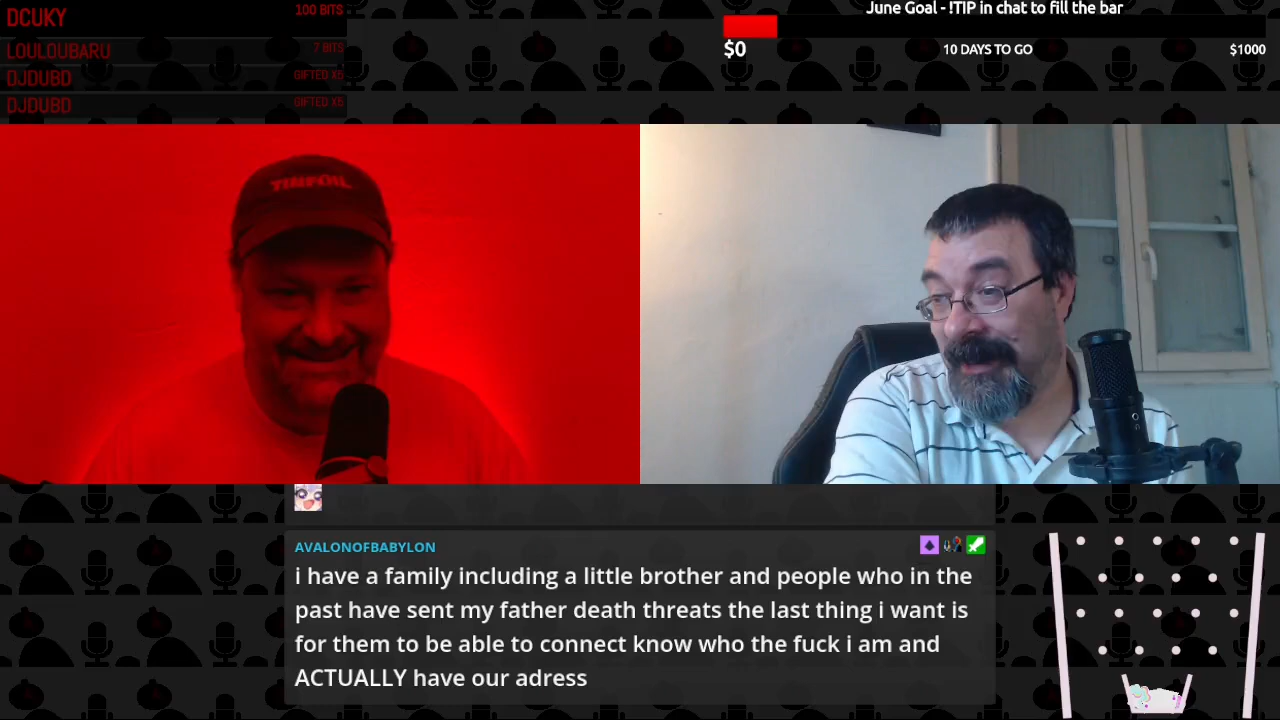 DCUKY 100 BITS
LOULOUBARU 7 BITS
DJDUBD GIFTED X5
DJDUBD GIFTED X5
June Goal - !TIP in chat to fill the bar
$0 10 DAYS TO GO $1000
TINFOIL
AVALONOFBABYLON
i have a family including a little brother and people who in the
past have sent my father death threats the last thing i want is
for them to be able to connect know who the fuck i am and
ACTUALLY have our adress